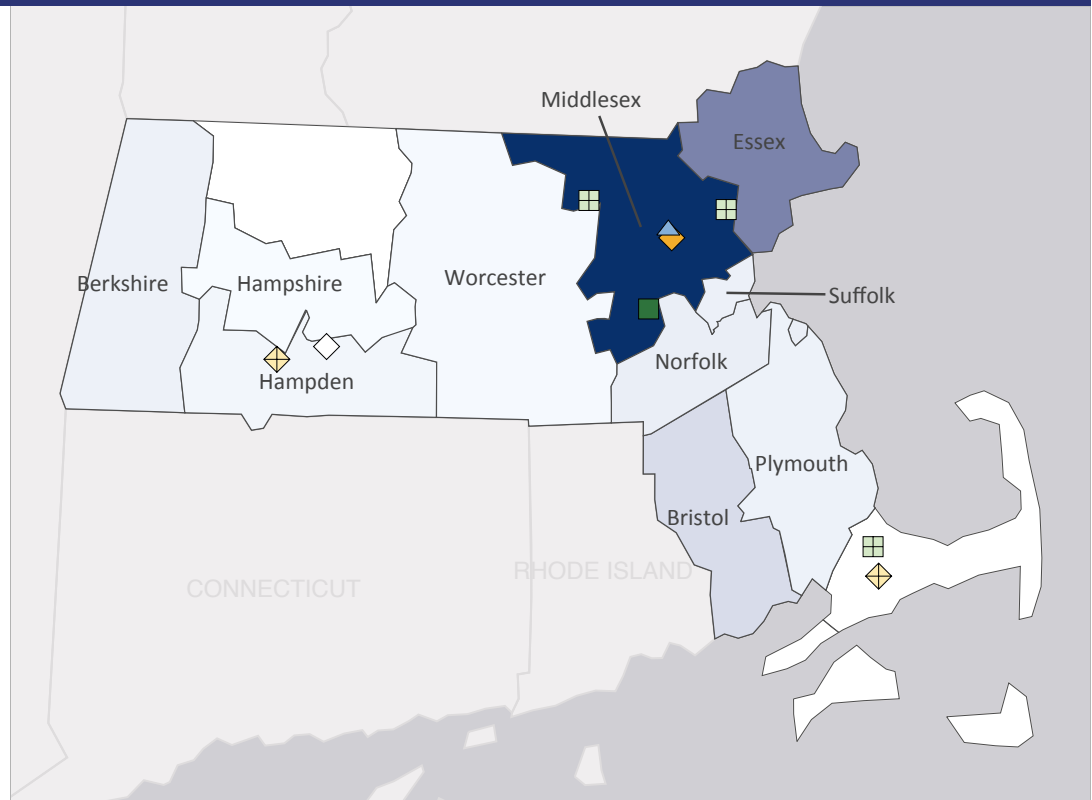 Middlesex
Essex
Berkshire
Hampshire
Worcester
Suffolk
Norfolk
Hampden
Plymouth
Bristol
CONNECTICUT
RHODE ISLAND